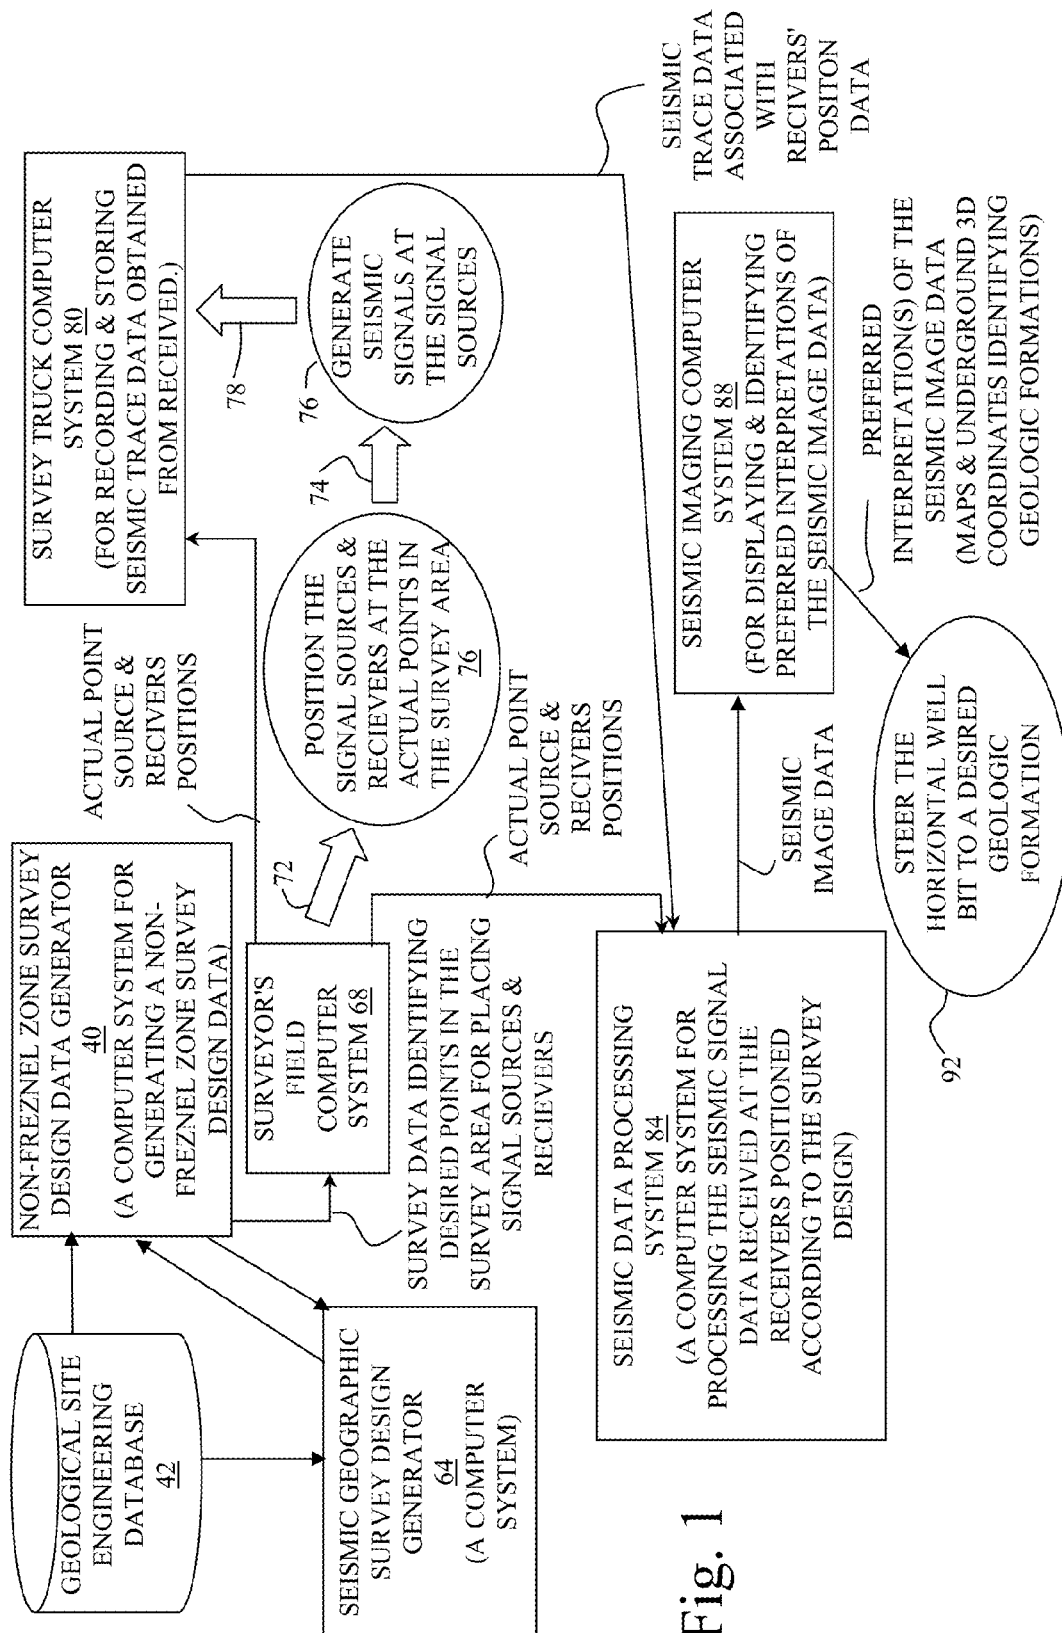 GEOLOGICAL SITE
ENGINEERING
DATABASE
42
NON-FREZNEL ZONE SURVEY
DESIGN DATA GENERATOR
40
(A COMPUTER SYSTEM FOR
GENERATING A NON-
FREZNEL ZONE SURVEY
DESIGN DATA)
ACTUAL POINT
SOURCE &
RECIVERS
POSITIONS
SURVEY TRUCK COMPUTER
SYSTEM 80
(FOR RECORDING & STORING
SEISMIC TRACE DATA OBTAINED
FROM RECEIVED.)
SEISMIC GEOGRAPHIC
SURVEY DESIGN
GENERATOR
64
(A COMPUTER
SYSTEM)
SURVEYOR'S
FIELD
COMPUTER
SYSTEM 68
72
POSITION THE
SIGNAL SOURCES &
RECIEVERS AT THE
ACTUAL POINTS IN
THE SURVEY AREA
76
74
76
GENERATE
SEISMIC
SIGNALS AT
THE SIGNAL
SOURCES
78
SURVEY DATA IDENTIFYING
DESIRED POINTS IN THE
SURVEY AREA FOR PLACING
SIGNAL SOURCES &
RECIEVERS
ACTUAL POINT
SOURCE &
RECIVERS
POSITIONS
SEISMIC
TRACE DATA
ASSOCIATED
WITH
RECIVERS'
POSITON
DATA
SEISMIC DATA PROCESSING
SYSTEM 84
(A COMPUTER SYSTEM FOR
PROCESSING THE SEISMIC SIGNAL
DATA RECEIVED AT THE
RECEIVERS POSITIONED
ACCORDING TO THE SURVEY
DESIGN)
SEISMIC
IMAGE DATA
SEISMIC IMAGING COMPUTER
SYSTEM 88
(FOR DISPLAYING & IDENTIFYING
PREFERRED INTERPRETATIONS OF
THE SEISMIC IMAGE DATA)
PREFERRED
INTERPRETATION(S) OF THE
SEISMIC IMAGE DATA
(MAPS & UNDERGROUND 3D
COORDINATES IDENTIFYING
GEOLOGIC FORMATIONS)
STEER THE
HORIZONTAL WELL
BIT TO A DESIRED
GEOLOGIC
FORMATION
92
Fig. 1